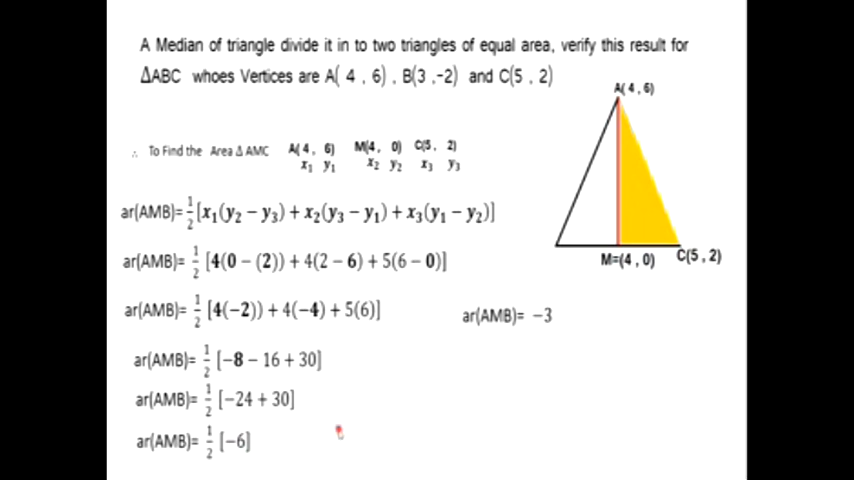 A Median of triangle divide it in to two triangles of equal area, verify this result for
ΔABC whoes Vertices are A( 4 , 6) , B(3 ,-2) and C(5 , 2)
A(4 , 6)
∴ To Find the Area Δ AMC A(4 , 6) M(4, 0) C(5, 2)
x₁ y₁ x₂ y₂ x₃ y₃
ar(AMB)= 1/2 [x₁(y₂ − y₃) + x₂(y₃ − y₁) + x₃(y₁ − y₂)]
M=(4 , 0) C(5 , 2)
ar(AMB)= 1/2 [4(0 − (2)) + 4(2 − 6) + 5(6 − 0)]
ar(AMB)= 1/2 [4(−2)) + 4(−4) + 5(6)]
ar(AMB)= −3
ar(AMB)= 1/2 [−8 − 16 + 30]
ar(AMB)= 1/2 [−24 + 30]
ar(AMB)= 1/2 [−6]